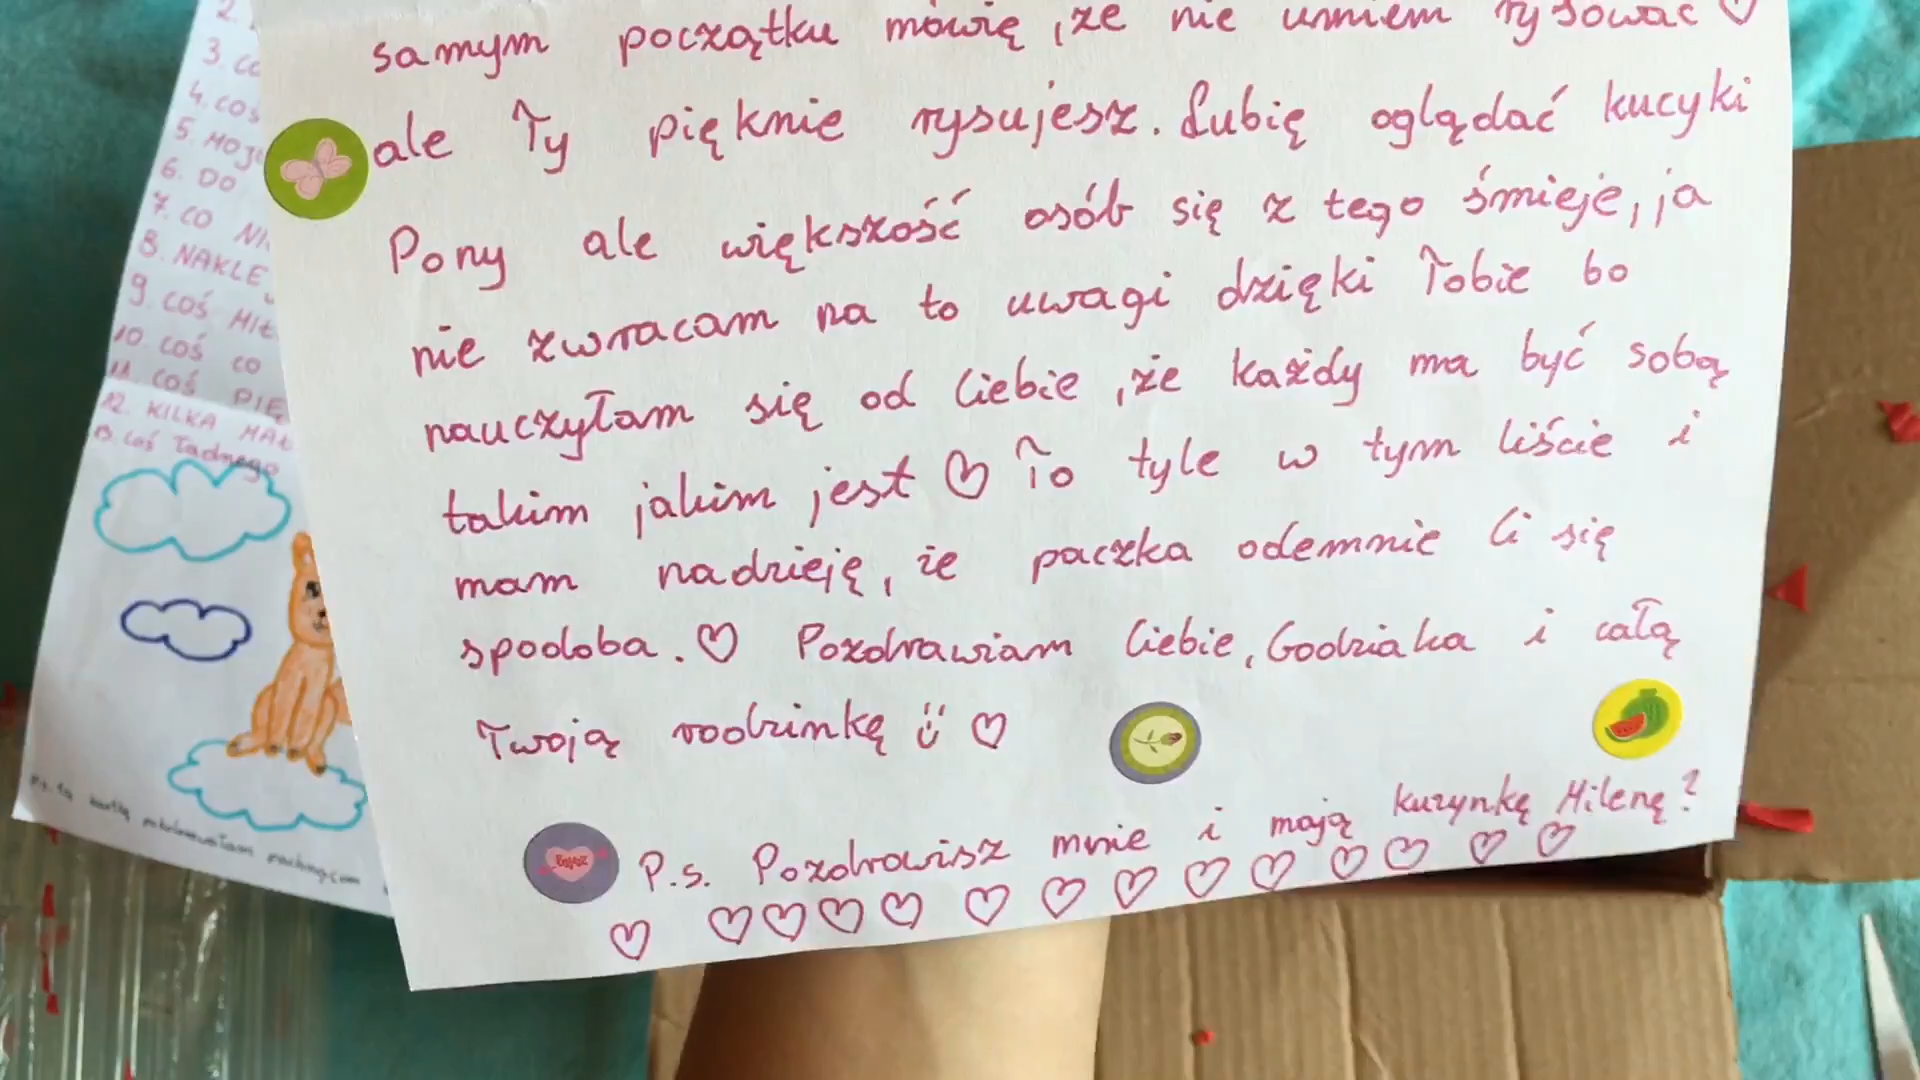 samym początku mówię, że nie umiem rysować ♡
ale Ty pięknie rysujesz. Lubię oglądać kucyki
Pony ale większość osób się z tego śmieje, ja
nie zwracam na to uwagi dzięki Tobie bo
nauczyłam się od Ciebie, że każdy ma być sobą
takim jakim jest ♡ To tyle w tym liście i
mam nadzieję, że paczka odemnie Ci się
spodoba. ♡ Pozdrawiam Ciebie, Godziaka i całą
Twoją rodzinkę ♡
P.s. Pozdrowisz mnie i moją kuzynkę Milenę?
♡ ♡♡♡♡ ♡ ♡ ♡ ♡ ♡ ♡ ♡ ♡ ♡
2.
3. CO
4. COŚ
5. MOJE
6. DO
7. CO
8. NAKLE
9. COŚ
10. COŚ CO
11. COŚ PIĘ
12. KILKA
13. Coś ładnego